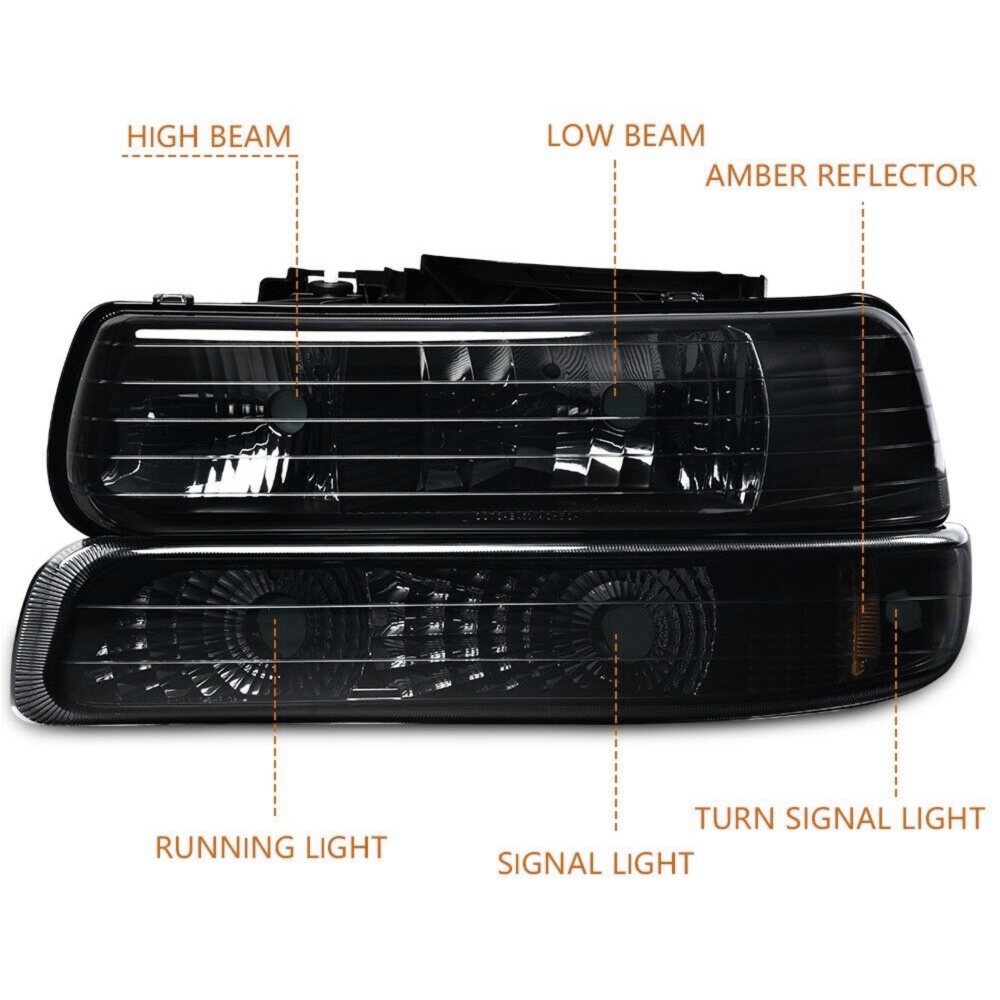 HIGH BEAM
LOW BEAM
AMBER REFLECTOR
RUNNING LIGHT
SIGNAL LIGHT
TURN SIGNAL LIGHT